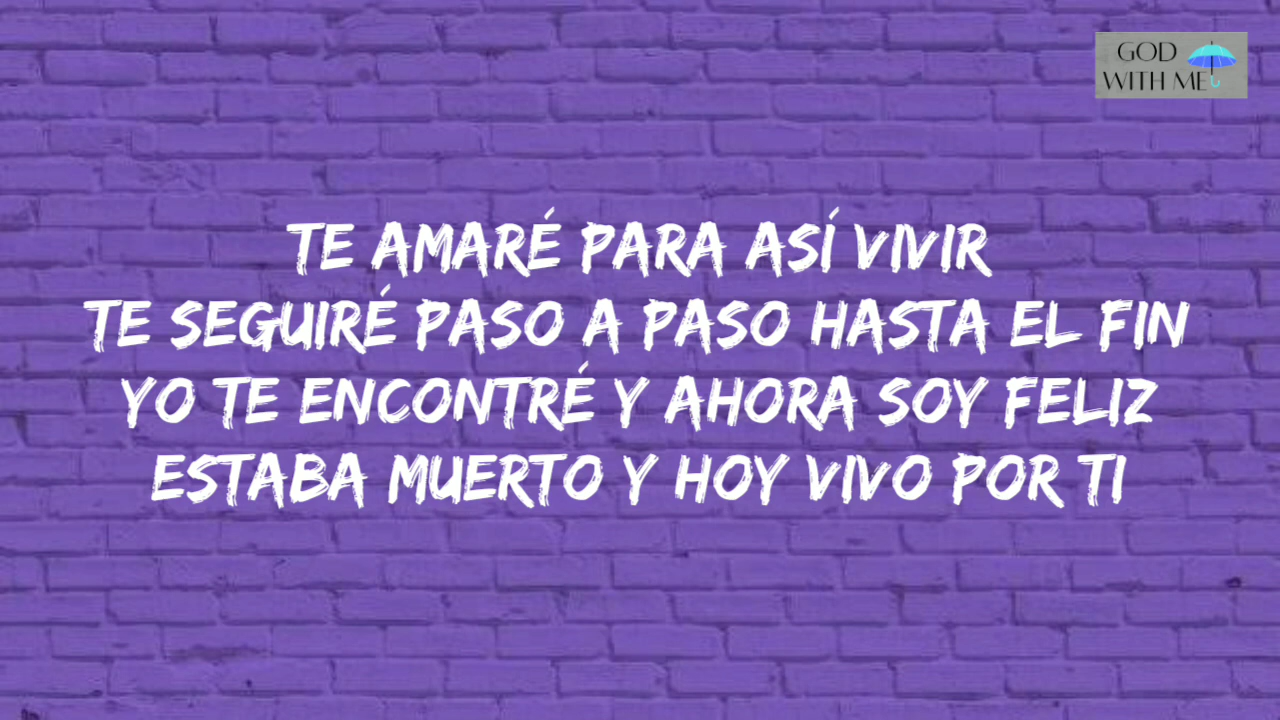 GOD
WITH ME
TE AMARÉ PARA ASÍ VIVIR
TE SEGUIRÉ PASO A PASO HASTA EL FIN
YO TE ENCONTRÉ Y AHORA SOY FELIZ
ESTABA MUERTO Y HOY VIVO POR TI